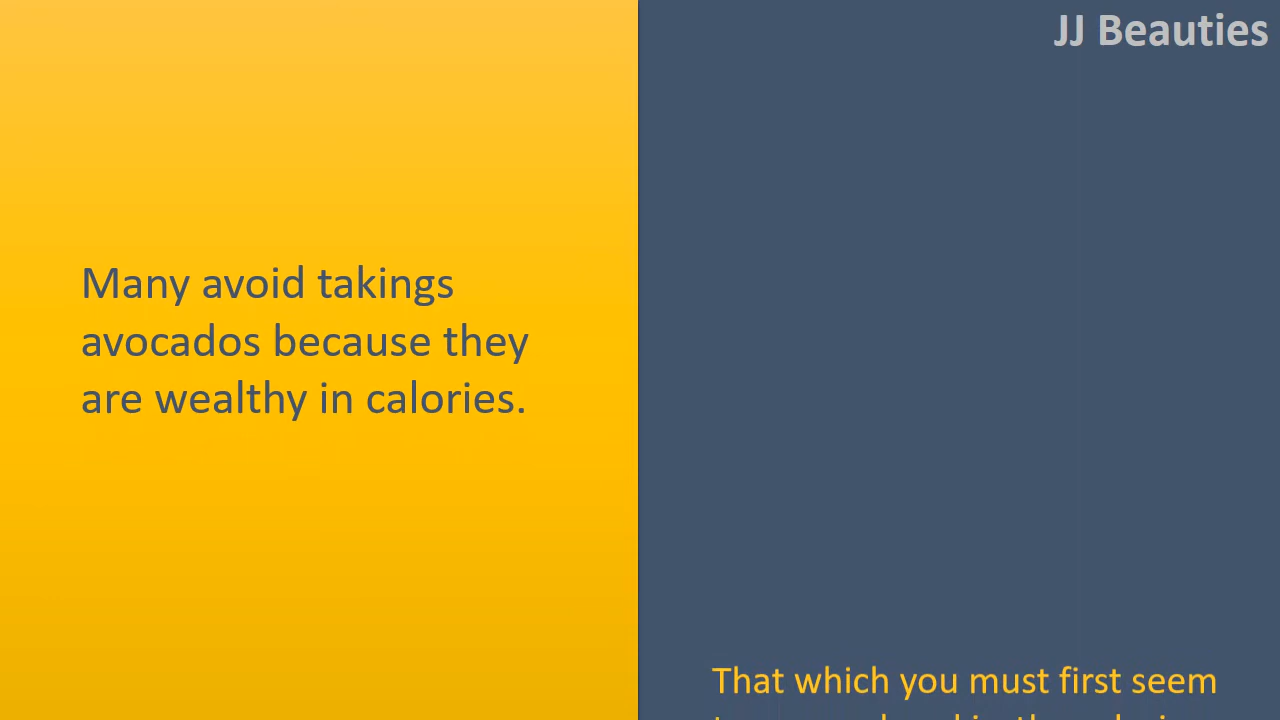 JJ Beauties
Many avoid takings
avocados because they
are wealthy in calories.
That which you must first seem